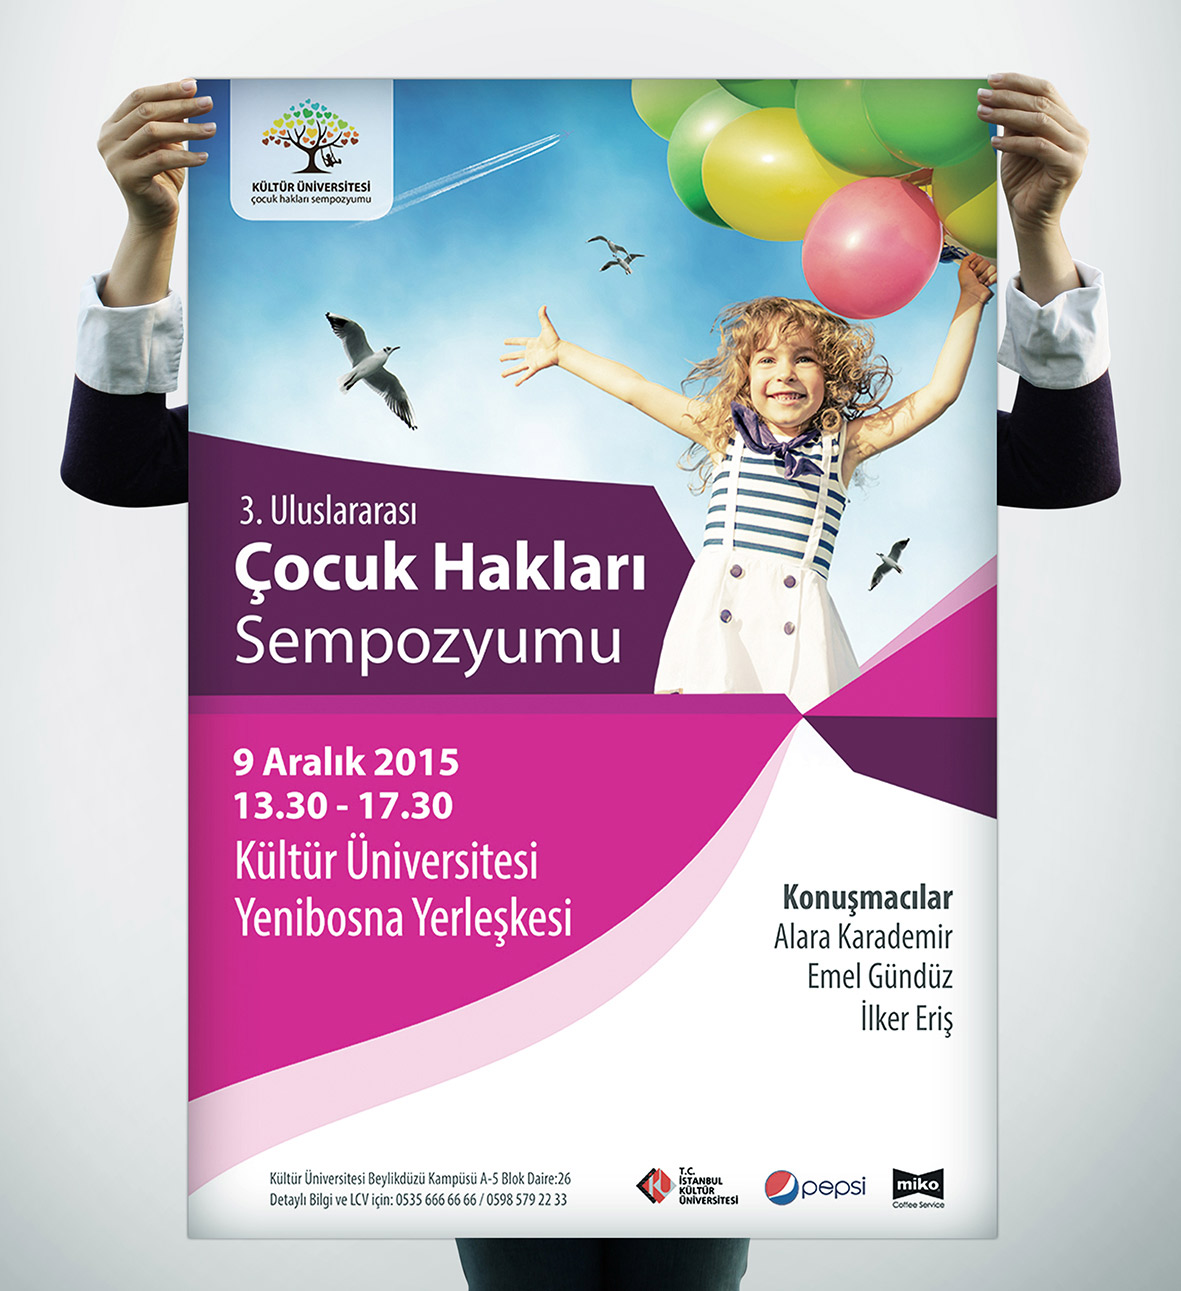 KÜLTÜR ÜNİVERSİTESİ
çocuk hakları sempozyumu
3. Uluslararası
Çocuk Hakları
Sempozyumu
9 Aralık 2015
13.30 - 17.30
Kültür Üniversitesi
Yenibosna Yerleşkesi
Konuşmacılar
Alara Karademir
Emel Gündüz
İlker Eriş
Kültür Üniversitesi Beylikdüzü Kampüsü A-5 Blok Daire:26
Detaylı Bilgi ve LCV için: 0535 666 66 66 / 0598 579 22 33
T.C.
İSTANBUL
KÜLTÜR
ÜNİVERSİTESİ
pepsi
miko
Coffee Service